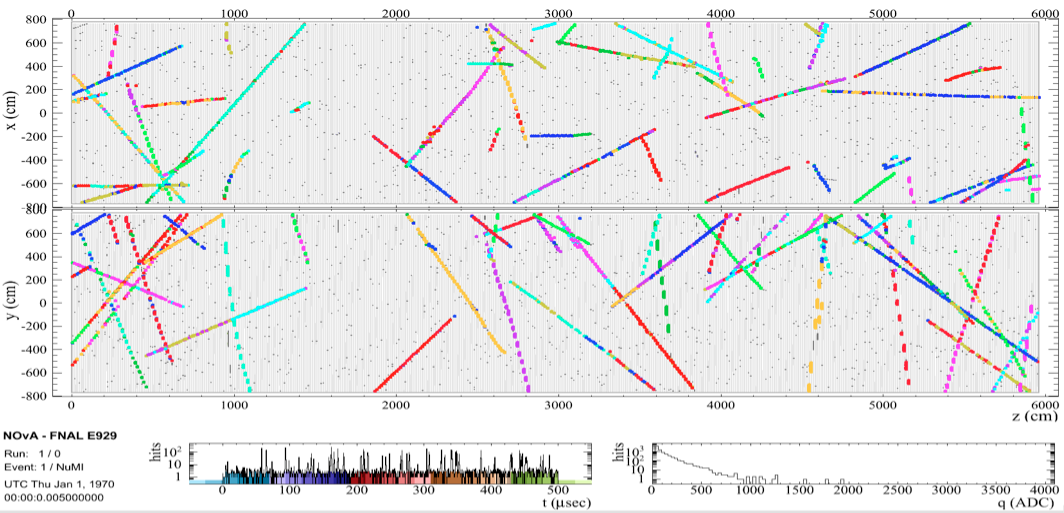 0 1000 2000 3000 4000 5000 6000
800
600
400
200
0
-200
-400
-600
-800
x (cm)
800
600
400
200
0
-200
-400
-600
-800
y (cm)
0 1000 2000 3000 4000 5000 6000
z (cm)
NOvA - FNAL E929
Run: 1 / 0
Event: 1 / NuMI
UTC Thu Jan 1, 1970
00:00:0.005000000
hits
10²
10
1
0 100 200 300 400 500
t (μsec)
hits
10³
10²
10
1
0 500 1000 1500 2000 2500 3000 3500 4000
q (ADC)